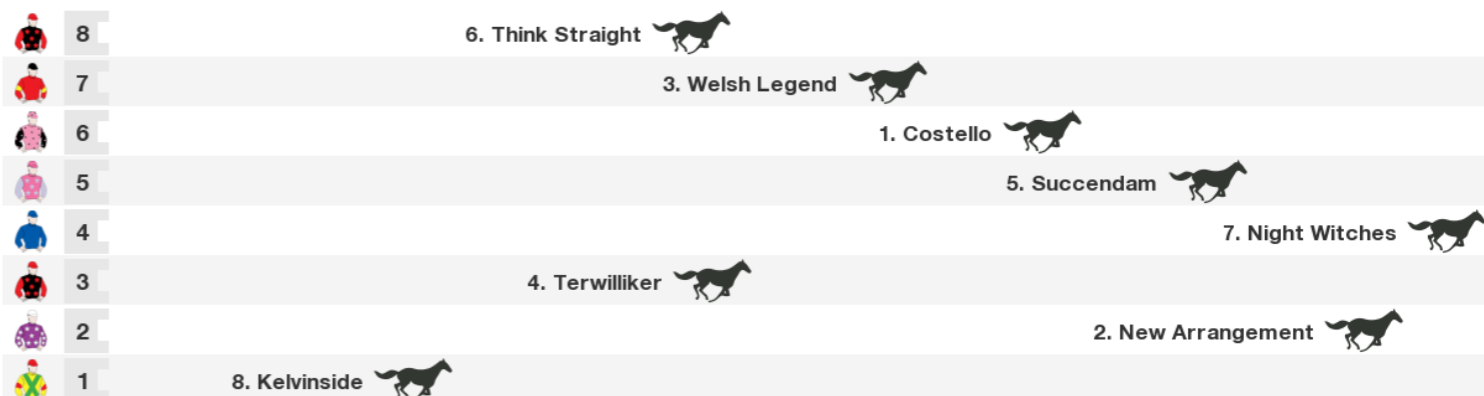 8 6. Think Straight
7 3. Welsh Legend
6 1. Costello
5 5. Succendam
4 7. Night Witches
3 4. Terwilliker
2 2. New Arrangement
1 8. Kelvinside